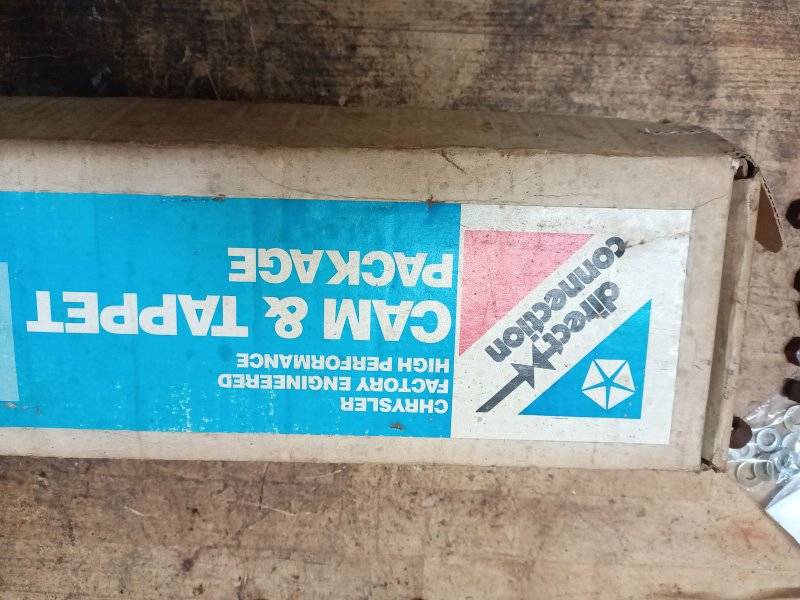 direct
connection
CHRYSLER
FACTORY ENGINEERED
HIGH PERFORMANCE
CAM & TAPPET
PACKAGE